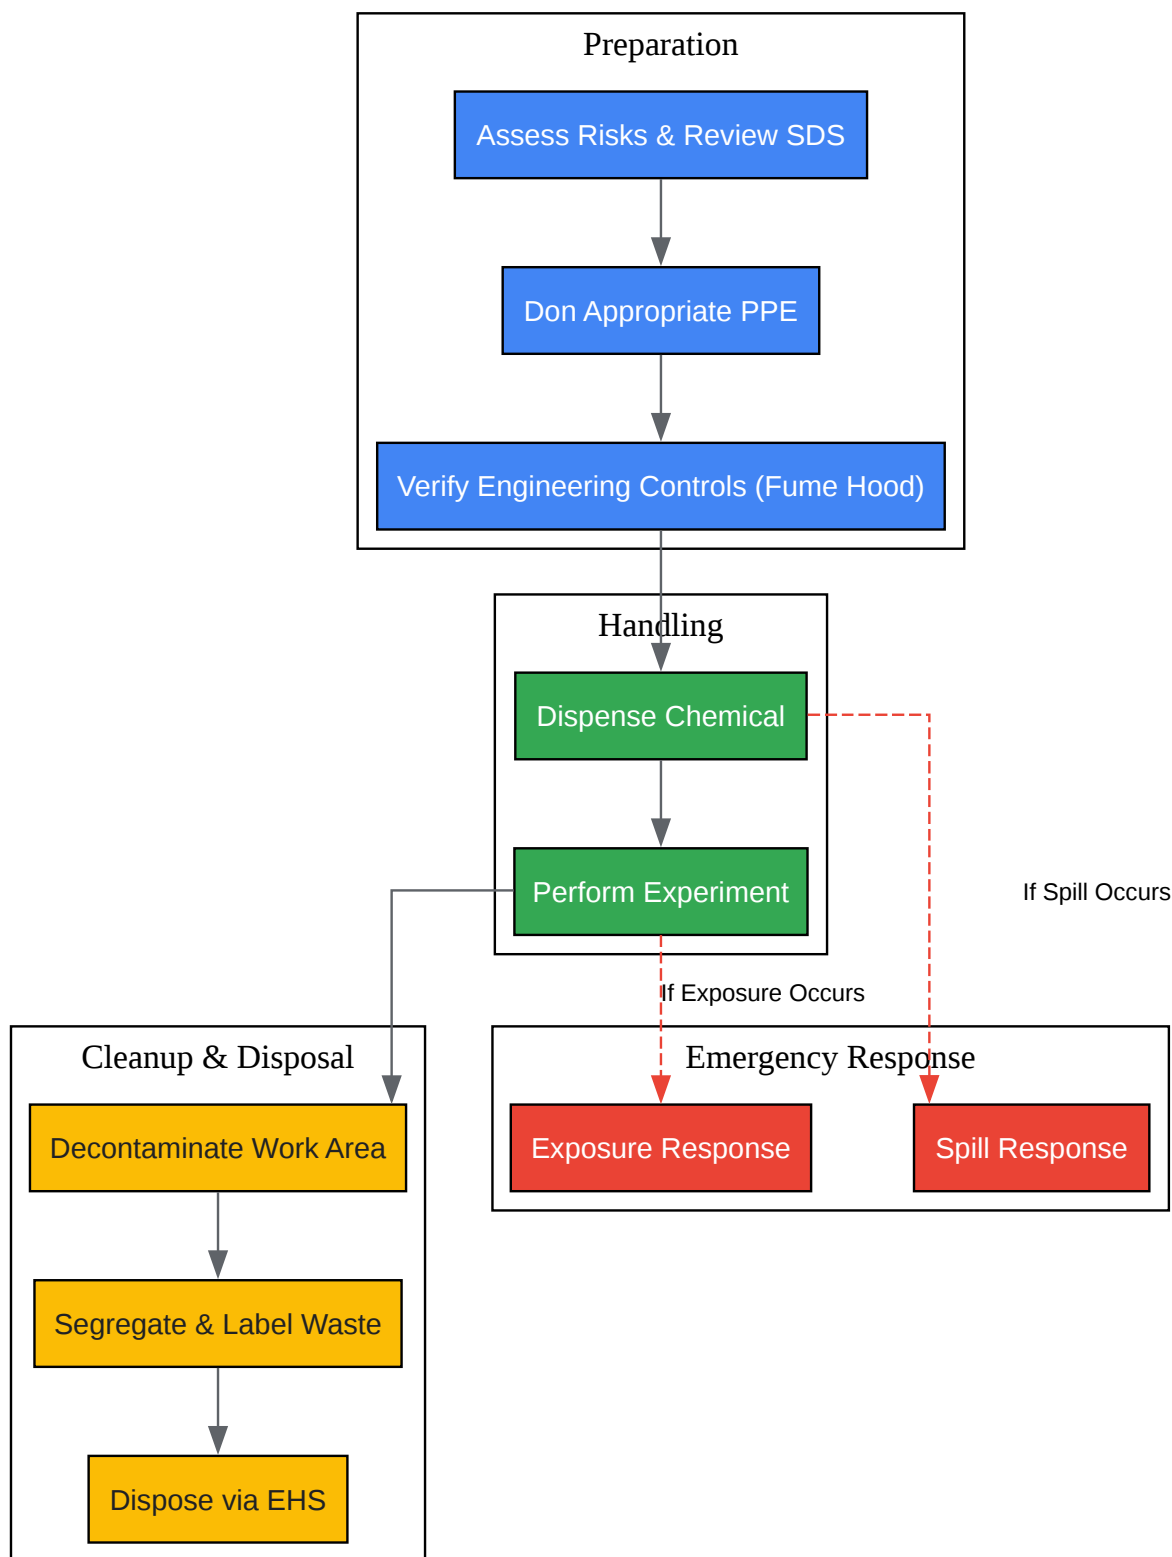 Preparation
Assess Risks & Review SDS
Don Appropriate PPE
Verify Engineering Controls (Fume Hood)
Handling
Dispense Chemical
Perform Experiment
If Spill Occurs
If Exposure Occurs
Cleanup & Disposal
Emergency Response
Decontaminate Work Area
Exposure Response
Spill Response
Segregate & Label Waste
Dispose via EHS